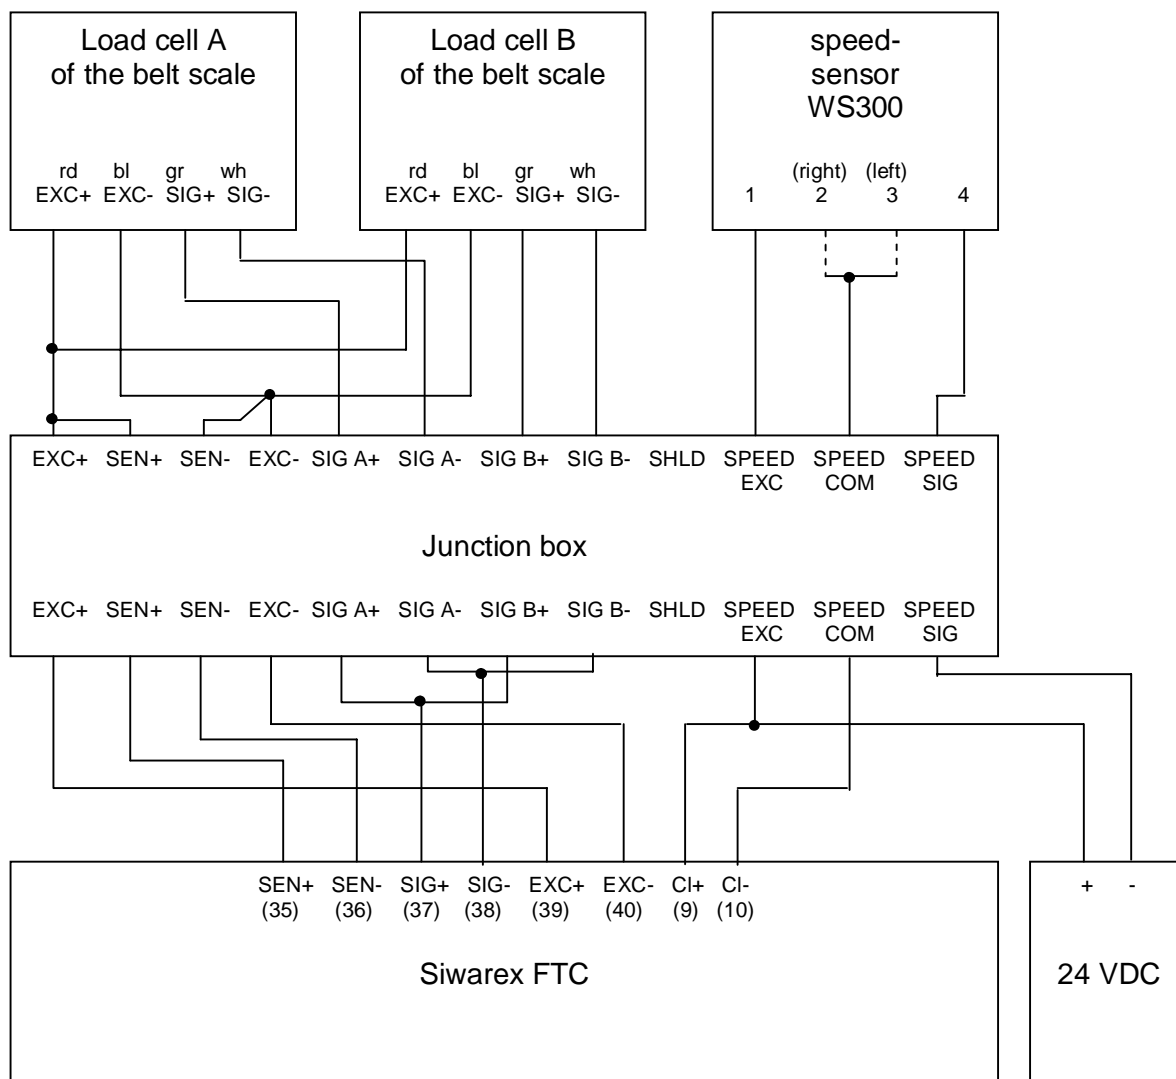 Load cell A
of the belt scale
rd bl gr wh
EXC+ EXC- SIG+ SIG-
Load cell B
of the belt scale
rd bl gr wh
EXC+ EXC- SIG+ SIG-
speed-
sensor
WS300
(right) (left)
1 2 3 4
EXC+ SEN+ SEN- EXC- SIG A+ SIG A- SIG B+ SIG B- SHLD SPEED SPEED SPEED
EXC COM SIG
Junction box
EXC+ SEN+ SEN- EXC- SIG A+ SIG A- SIG B+ SIG B- SHLD SPEED SPEED SPEED
EXC COM SIG
SEN+ SEN- SIG+ SIG- EXC+ EXC- CI+ CI-
(35) (36) (37) (38) (39) (40) (9) (10)
Siwarex FTC
+ -
24 VDC